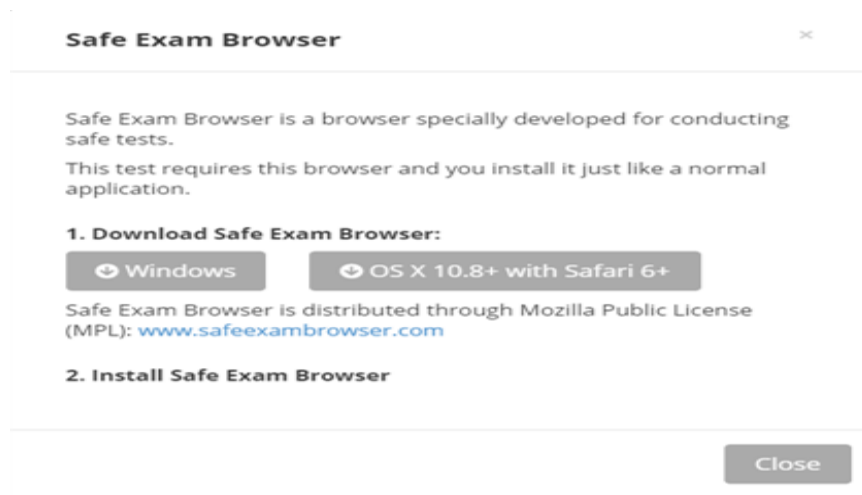 Safe Exam Browser
×
Safe Exam Browser is a browser specially developed for conducting
safe tests.
This test requires this browser and you install it just like a normal
application.
1. Download Safe Exam Browser:
Windows
OS X 10.8+ with Safari 6+
Safe Exam Browser is distributed through Mozilla Public License
(MPL): www.safeexambrowser.com
2. Install Safe Exam Browser
Close